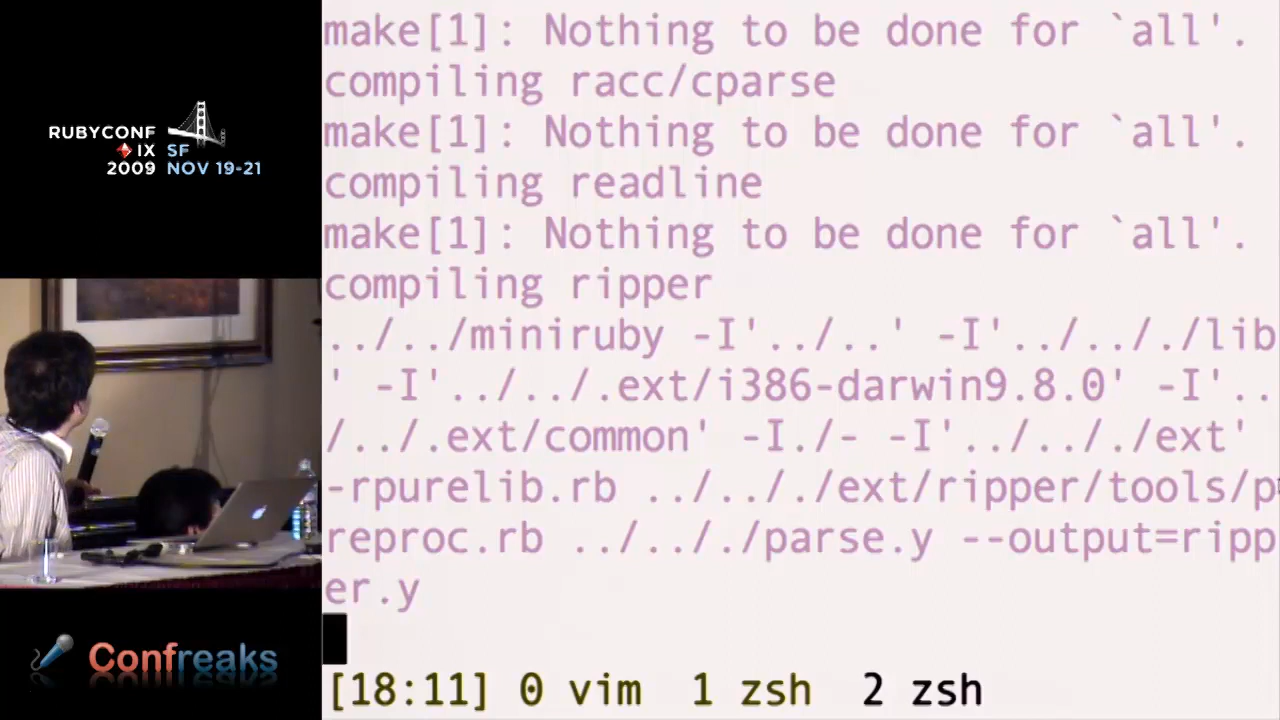 RUBYCONF
IX SF
2009 NOV 19-21
make[1]: Nothing to be done for `all'.
compiling racc/cparse
make[1]: Nothing to be done for `all'.
compiling readline
make[1]: Nothing to be done for `all'.
compiling ripper
../../miniruby -I'../..' -I'../.././lib
' -I'../../.ext/i386-darwin9.8.0' -I'..
/../.ext/common' -I./- -I'../.././ext'
-rpurelib.rb ../.././ext/ripper/tools/p
reproc.rb ../.././parse.y --output=ripp
er.y
[18:11] 0 vim 1 zsh 2 zsh
Confreaks